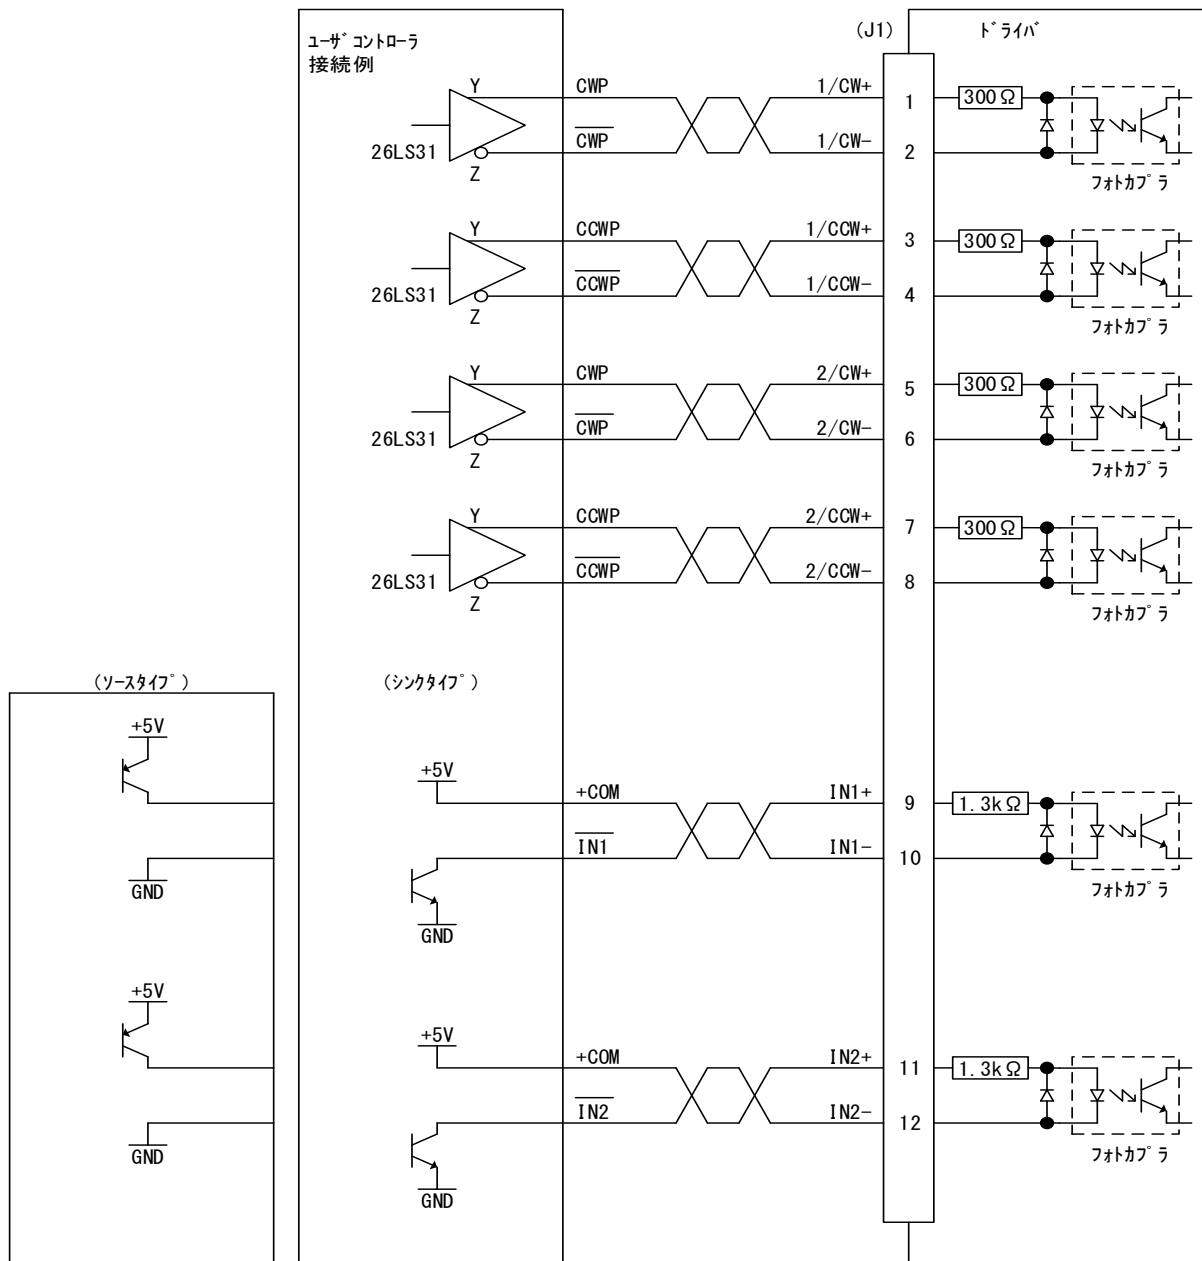 ﾕｰｻﾞｺﾝﾄﾛｰﾗ
接続例
(J1)
ﾄﾞﾗｲﾊﾞ
Y
CWP
1/CW+
1
300Ω
26LS31
CWP
1/CW-
2
Z
ﾌｫﾄｶﾌﾟﾗ
Y
CCWP
1/CCW+
3
300Ω
26LS31
CCWP
1/CCW-
4
Z
ﾌｫﾄｶﾌﾟﾗ
Y
CWP
2/CW+
5
300Ω
26LS31
CWP
2/CW-
6
Z
ﾌｫﾄｶﾌﾟﾗ
Y
CCWP
2/CCW+
7
300Ω
26LS31
CCWP
2/CCW-
8
Z
ﾌｫﾄｶﾌﾟﾗ
(ｿｰｽﾀｲﾌﾟ)
(ｼﾝｸﾀｲﾌﾟ)
+5V
GND
+5V
GND
+5V
+COM
IN1+
9
1.3kΩ
IN1
IN1-
10
GND
ﾌｫﾄｶﾌﾟﾗ
+5V
+COM
IN2+
11
1.3kΩ
IN2
IN2-
12
GND
ﾌｫﾄｶﾌﾟﾗ